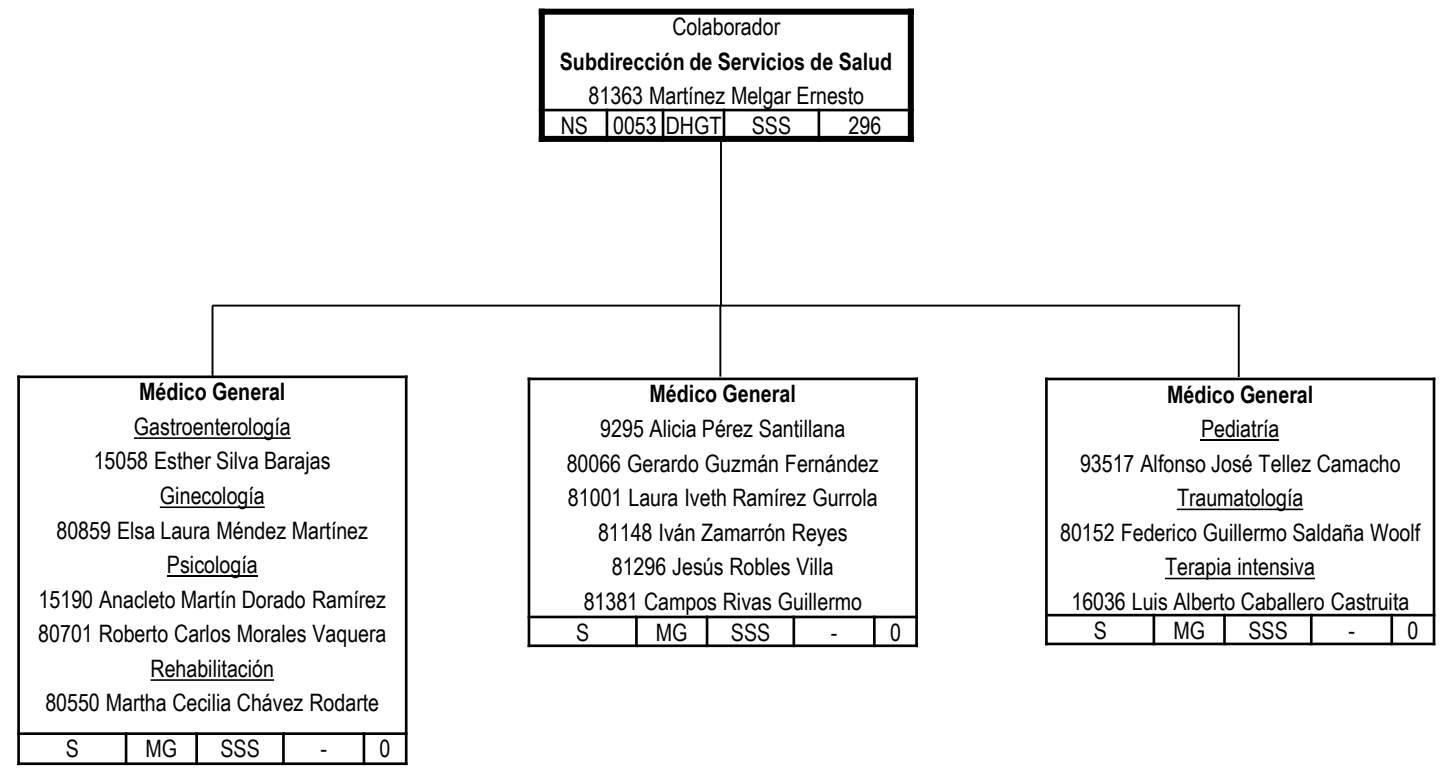 Colaborador
Subdirección de Servicios de Salud
81363 Martínez Melgar Ernesto
NS 0053 DHGT SSS 296
Médico General
Gastroenterología
15058 Esther Silva Barajas
Ginecología
80859 Elsa Laura Méndez Martínez
Psicología
15190 Anacleto Martín Dorado Ramírez
80701 Roberto Carlos Morales Vaquera
Rehabilitación
80550 Martha Cecilia Chávez Rodarte
S MG SSS - 0
Médico General
9295 Alicia Pérez Santillana
80066 Gerardo Guzmán Fernández
81001 Laura Iveth Ramírez Gurrola
81148 Iván Zamarrón Reyes
81296 Jesús Robles Villa
81381 Campos Rivas Guillermo
S MG SSS - 0
Médico General
Pediatría
93517 Alfonso José Tellez Camacho
Traumatología
80152 Federico Guillermo Saldaña Woolf
Terapia intensiva
16036 Luis Alberto Caballero Castruita
S MG SSS - 0